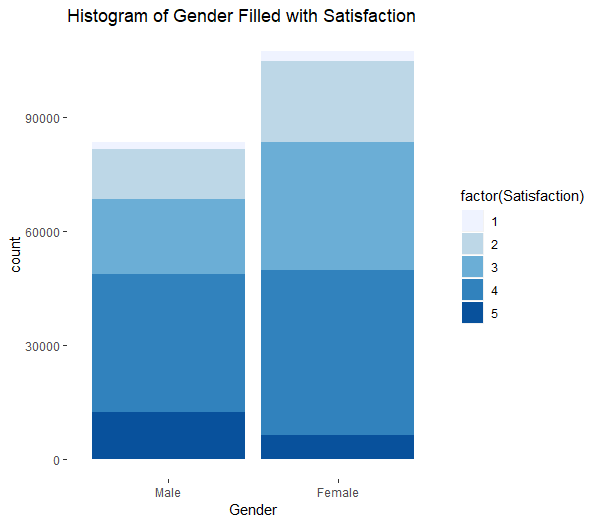 Histogram of Gender Filled with Satisfaction
90000
60000
30000
0
count
Male
Female
Gender
factor(Satisfaction)
1
2
3
4
5